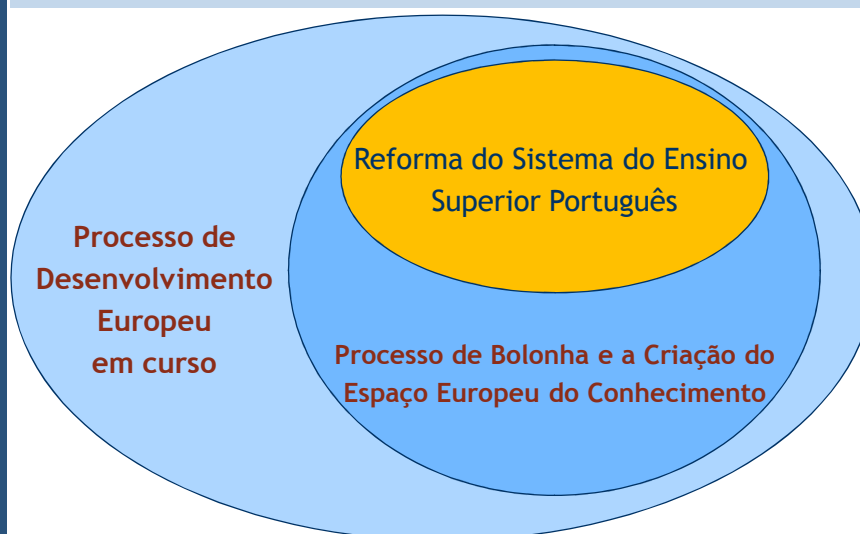 Reforma do Sistema do Ensino
Superior Português
Processo de
Desenvolvimento
Europeu
em curso
Processo de Bolonha e a Criação do
Espaço Europeu do Conhecimento